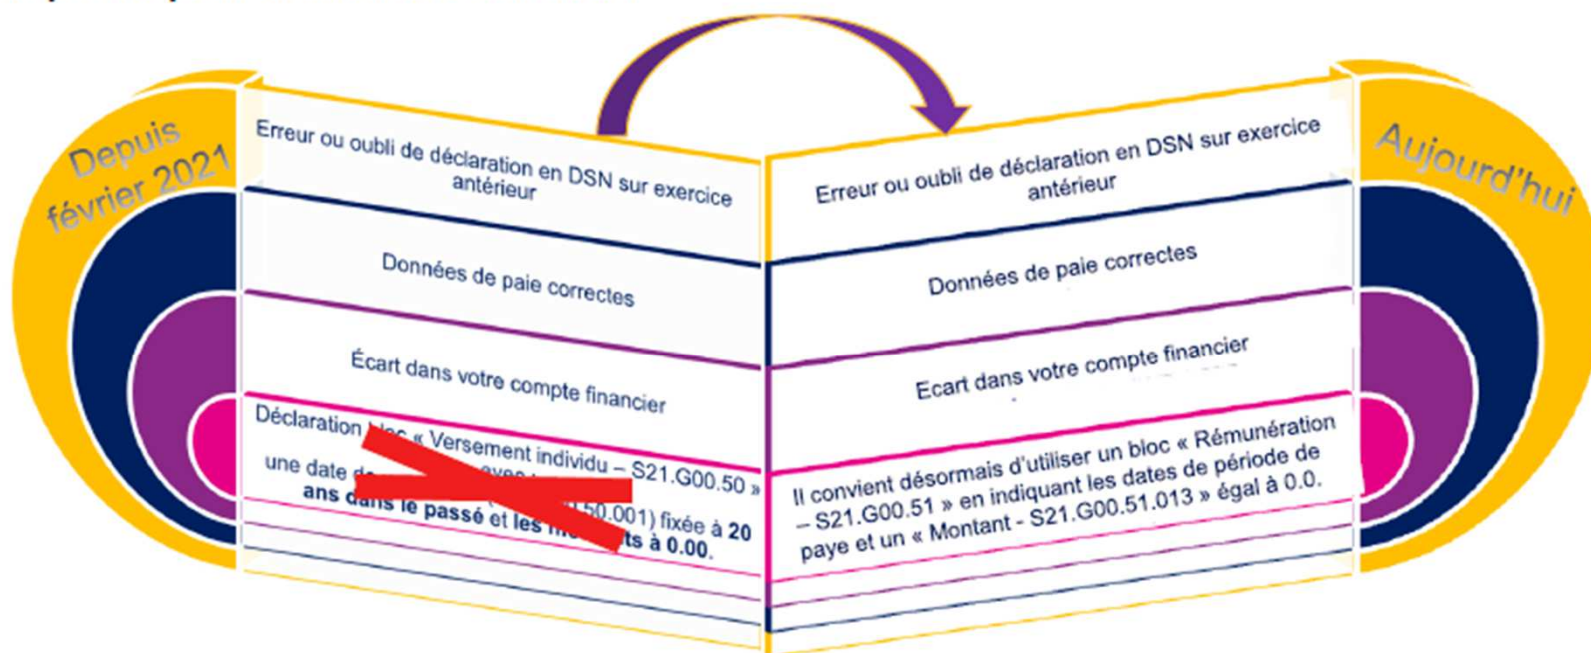 Depuis
février 2021
Erreur ou oubli de déclaration en DSN sur exercice
antérieur
Données de paie correctes
Écart dans votre compte financier
Déclaration « Versement individu – S21.G00.50 »
une date 50.001) fixée à 20
ans dans le passé et les à 0.00.
Erreur ou oubli de déclaration en DSN sur exercice
antérieur
Données de paie correctes
Ecart dans votre compte financier
Il convient désormais d'utiliser un bloc « Rémunération
– S21.G00.51 » en indiquant les dates de période de
paye et un « Montant - S21.G00.51.013 » égal à 0.0.
Aujourd'hui